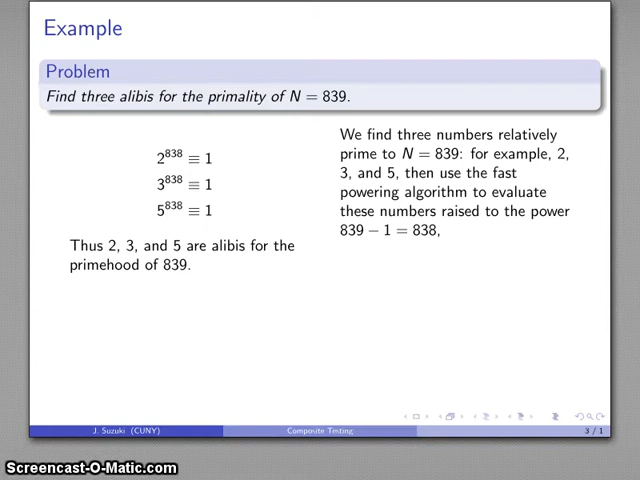 Example
Problem
Find three alibis for the primality of N = 839.
2^838 ≡ 1
3^838 ≡ 1
5^838 ≡ 1
Thus 2, 3, and 5 are alibis for the
primehood of 839.
We find three numbers relatively
prime to N = 839: for example, 2,
3, and 5, then use the fast
powering algorithm to evaluate
these numbers raised to the power
839 − 1 = 838,
J. Suzuki (CUNY)
Composite Testing
3 / 1
Screencast-O-Matic.com